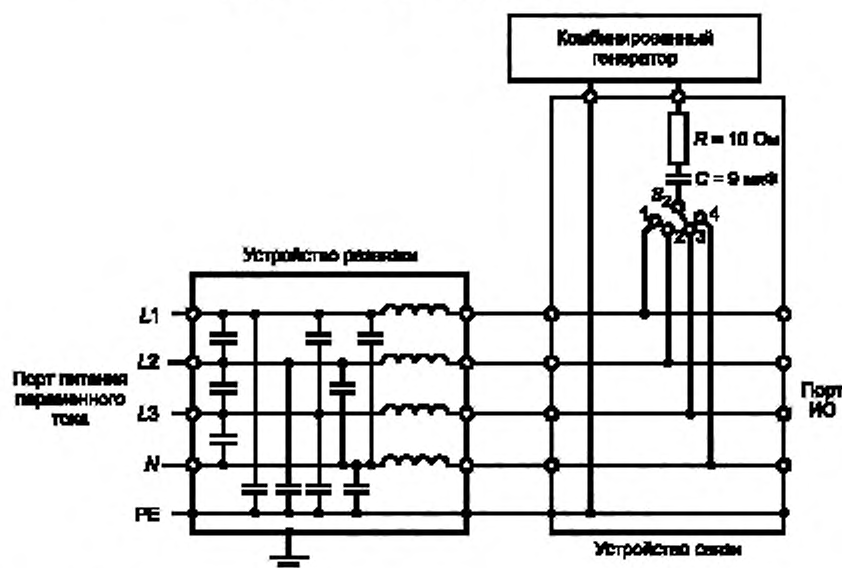 Комбинированный
генератор
R = 10 Ом
C = 9 мкФ
S2
1
2
3
4
Устройство развязки
L1
L2
L3
N
PE
Порт питания
переменного
тока
Порт
ИО
Устройство связи